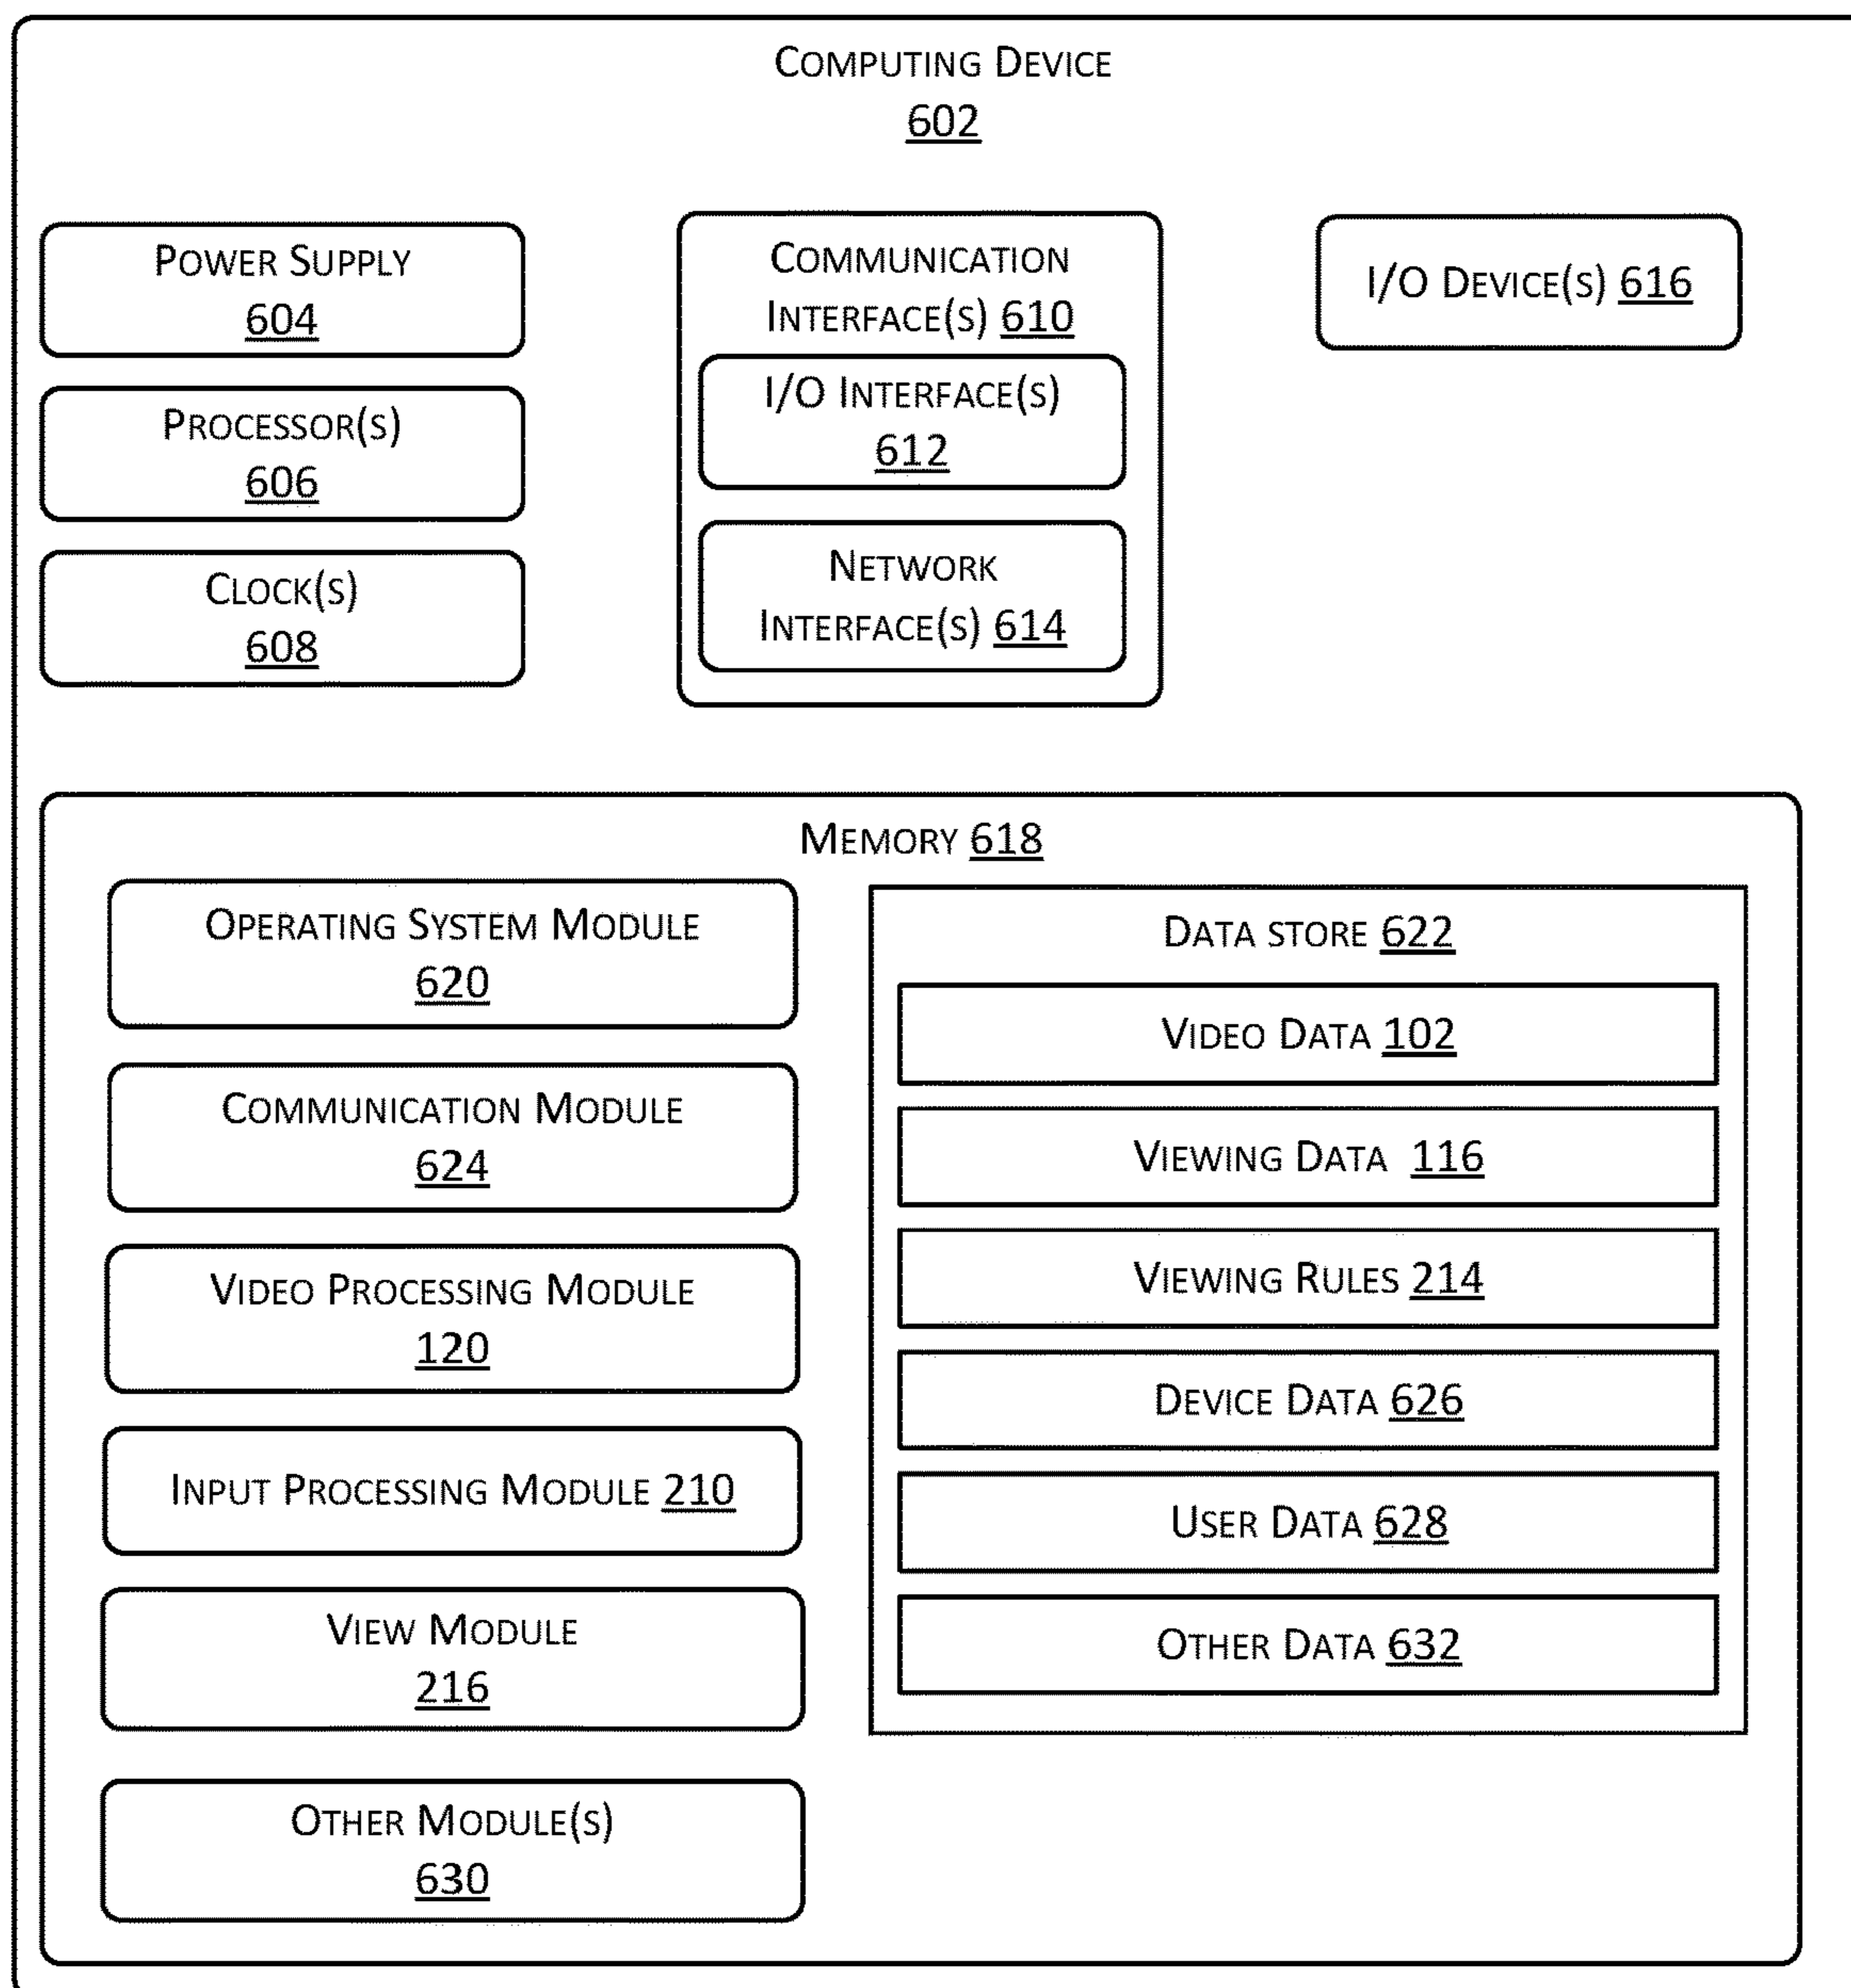 COMPUTING DEVICE
602
POWER SUPPLY
604
PROCESSOR(S)
606
CLOCK(S)
608
COMMUNICATION
INTERFACE(S) 610
I/O INTERFACE(S)
612
NETWORK
INTERFACE(S) 614
I/O DEVICE(S) 616
MEMORY 618
OPERATING SYSTEM MODULE
620
COMMUNICATION MODULE
624
VIDEO PROCESSING MODULE
120
INPUT PROCESSING MODULE 210
VIEW MODULE
216
OTHER MODULE(S)
630
DATA STORE 622
VIDEO DATA 102
VIEWING DATA 116
VIEWING RULES 214
DEVICE DATA 626
USER DATA 628
OTHER DATA 632